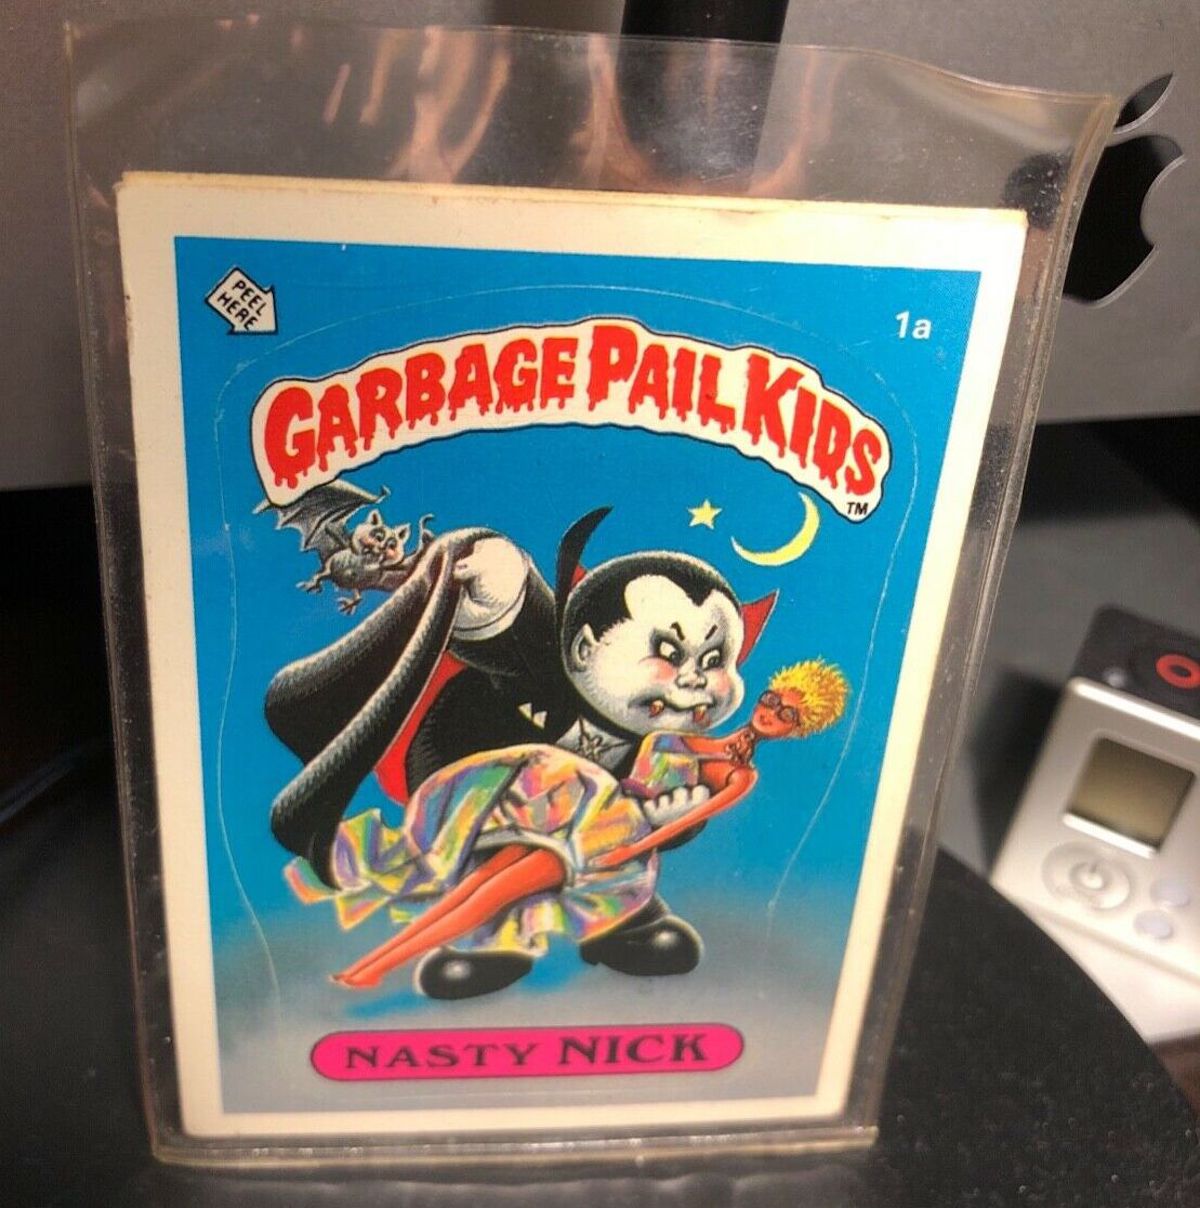 PEEL
HERE
1a
GARBAGE PAIL KIDS
TM
NASTY NICK